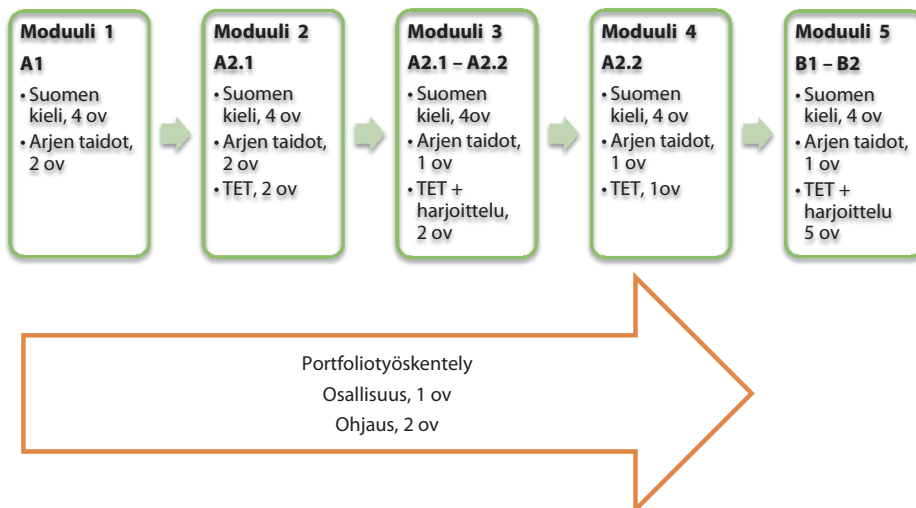 Moduuli 1
A1
• Suomen
kieli, 4 ov
• Arjen taidot,
2 ov
Moduuli 2
A2.1
• Suomen
kieli, 4 ov
• Arjen taidot,
2 ov
• TET, 2 ov
Moduuli 3
A2.1 – A2.2
• Suomen
kieli, 4ov
• Arjen taidot,
1 ov
• TET +
harjoittelu,
2 ov
Moduuli 4
A2.2
• Suomen
kieli, 4 ov
• Arjen taidot,
1 ov
• TET, 1ov
Moduuli 5
B1 – B2
• Suomen
kieli, 4 ov
• Arjen taidot,
1 ov
• TET +
harjoittelu
5 ov
Portfoliotyöskentely
Osallisuus, 1 ov
Ohjaus, 2 ov